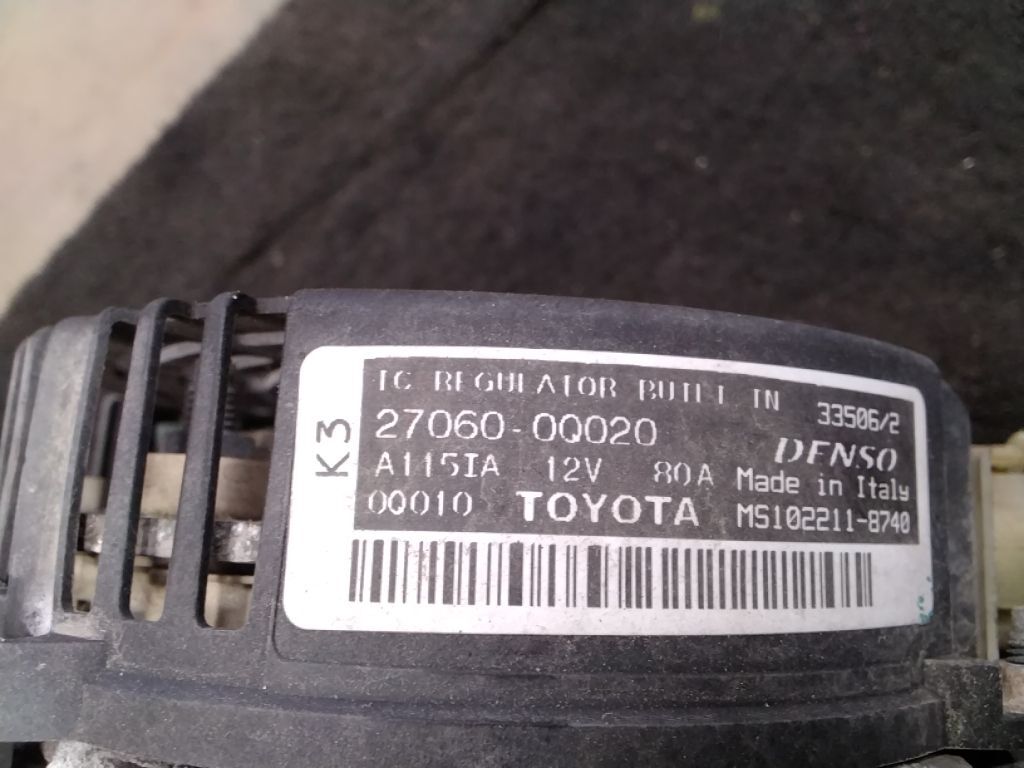 K3
IC REGULATOR BUILT IN
33506/2
27060-0Q020
DENSO
A115IA 12V 80A
Made in Italy
0Q010 TOYOTA
MS102211-8740